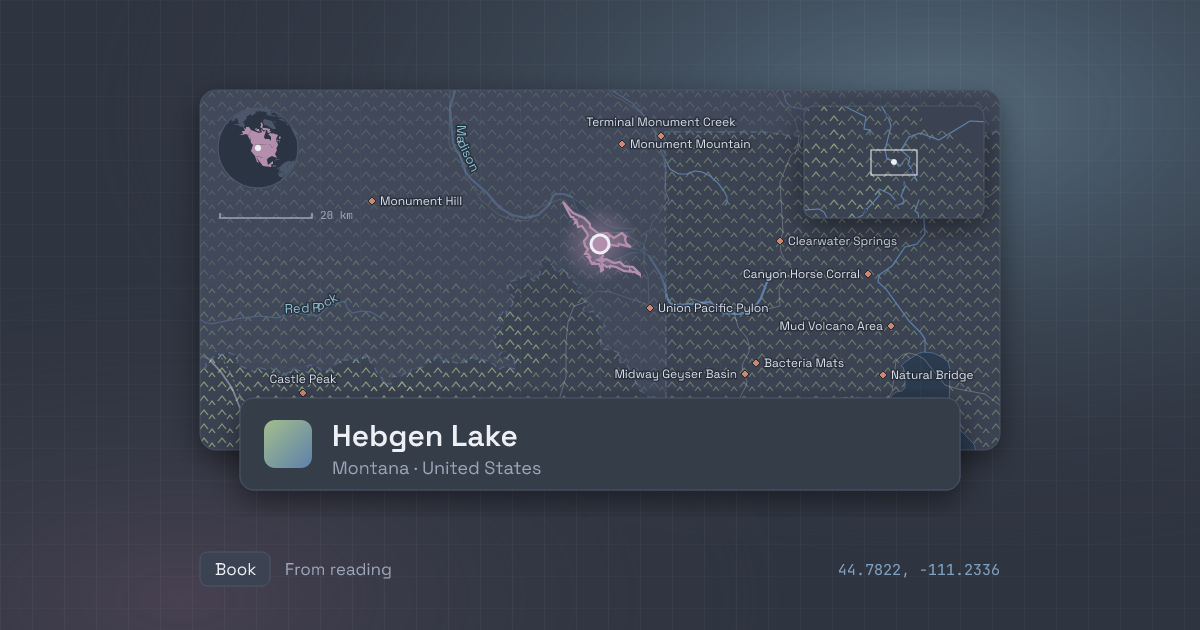 Terminal Monument Creek
Monument Mountain
Madison
Monument Hill
20 km
Clearwater Springs
Canyon Horse Corral
Red Rock
Union Pacific Pylon
Mud Volcano Area
Bacteria Mats
Midway Geyser Basin
Natural Bridge
Castle Peak
Hebgen Lake
Montana · United States
Book
From reading
44.7822, -111.2336